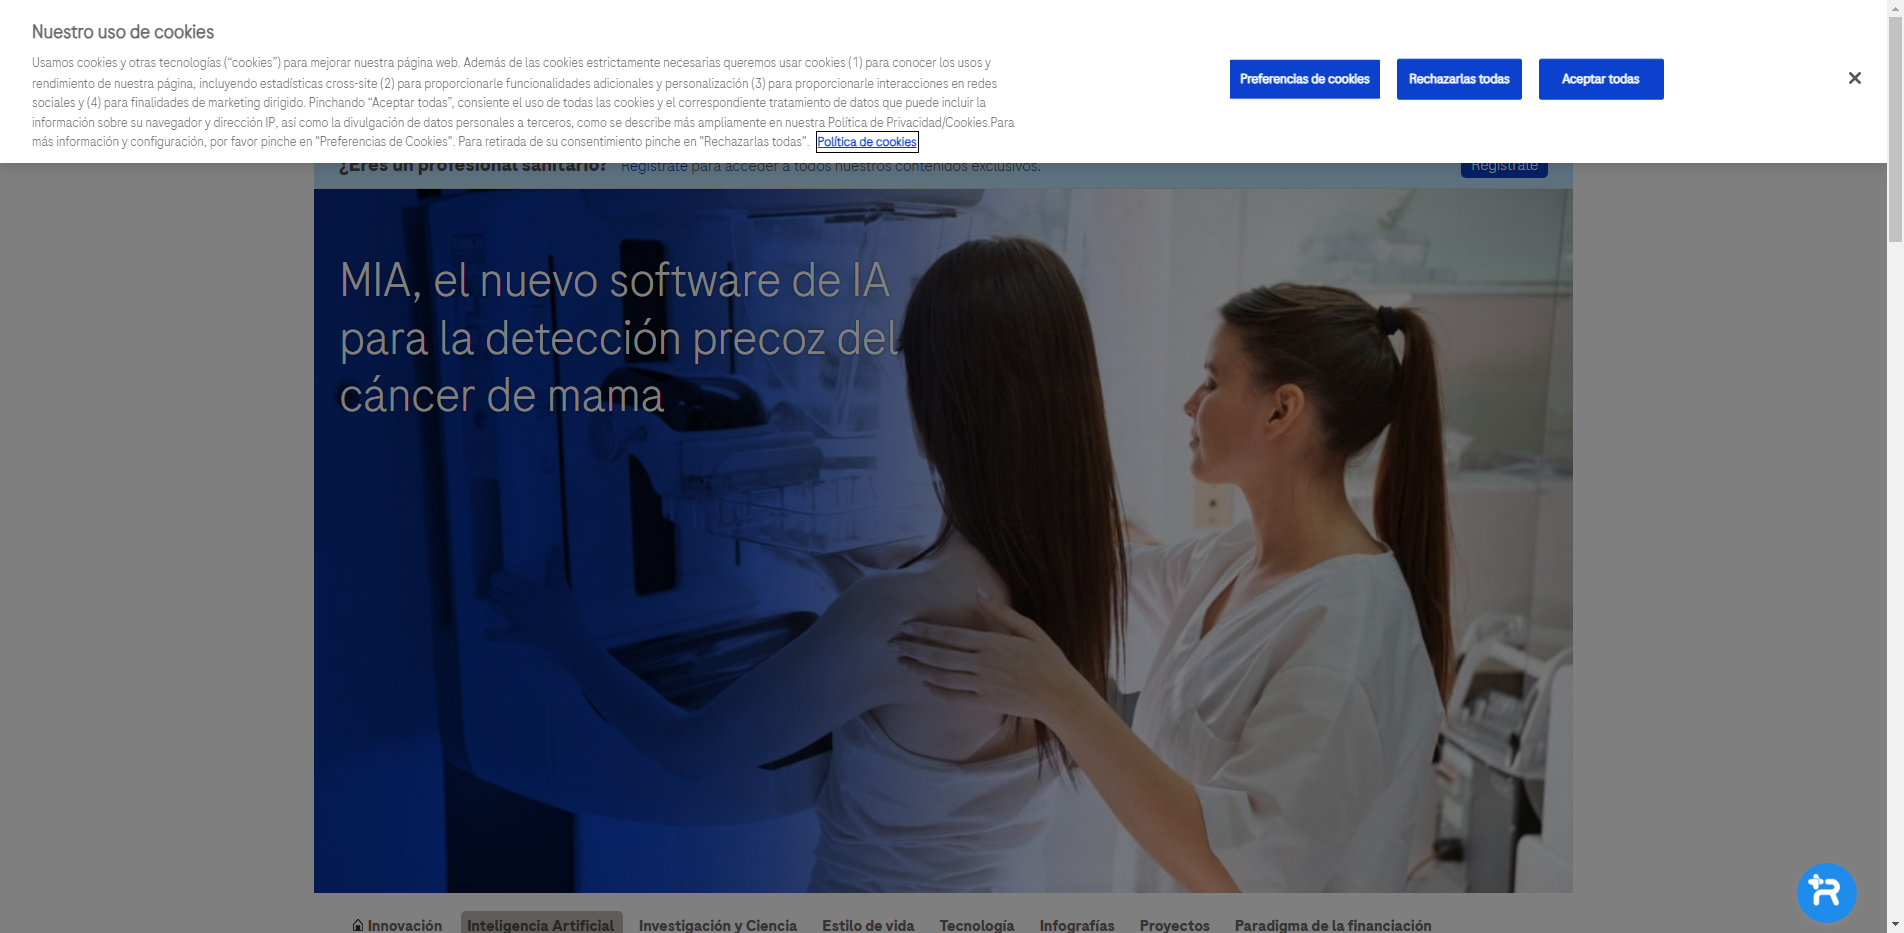 Nuestro uso de cookies
Usamos cookies y otras tecnologías (“cookies”) para mejorar nuestra página web. Además de las cookies estrictamente necesarias queremos usar cookies (1) para conocer los usos y
rendimiento de nuestra página, incluyendo estadísticas cross-site (2) para proporcionarle funcionalidades adicionales y personalización (3) para proporcionarle interacciones en redes
sociales y (4) para finalidades de marketing dirigido. Pinchando “Aceptar todas”, consiente el uso de todas las cookies y el correspondiente tratamiento de datos que puede incluir la
información sobre su navegador y dirección IP, así como la divulgación de datos personales a terceros, como se describe más ampliamente en nuestra Política de Privacidad/Cookies.Para
más información y configuración, por favor pinche en "Preferencias de Cookies". Para retirada de su consentimiento pinche en "Rechazarlas todas". Política de cookies
Preferencias de cookies Rechazarlas todas Aceptar todas
¿Eres un profesional sanitario? Regístrate para acceder a todos nuestros contenidos exclusivos. Regístrate
MIA, el nuevo software de IA
para la detección precoz del
cáncer de mama
Innovación Inteligencia Artificial Investigación y Ciencia Estilo de vida Tecnología Infografías Proyectos Paradigma de la financiación